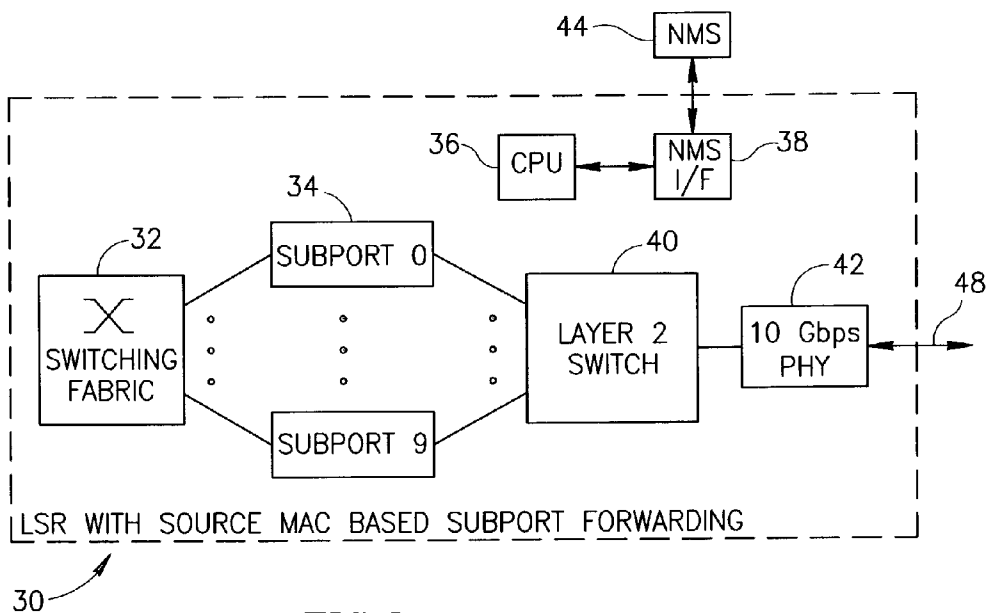 44
NMS
36
CPU
NMS
I/F
38
34
32
SUBPORT 0
40
42
48
SWITCHING
FABRIC
LAYER 2
SWITCH
10 Gbps
PHY
SUBPORT 9
LSR WITH SOURCE MAC BASED SUBPORT FORWARDING
30